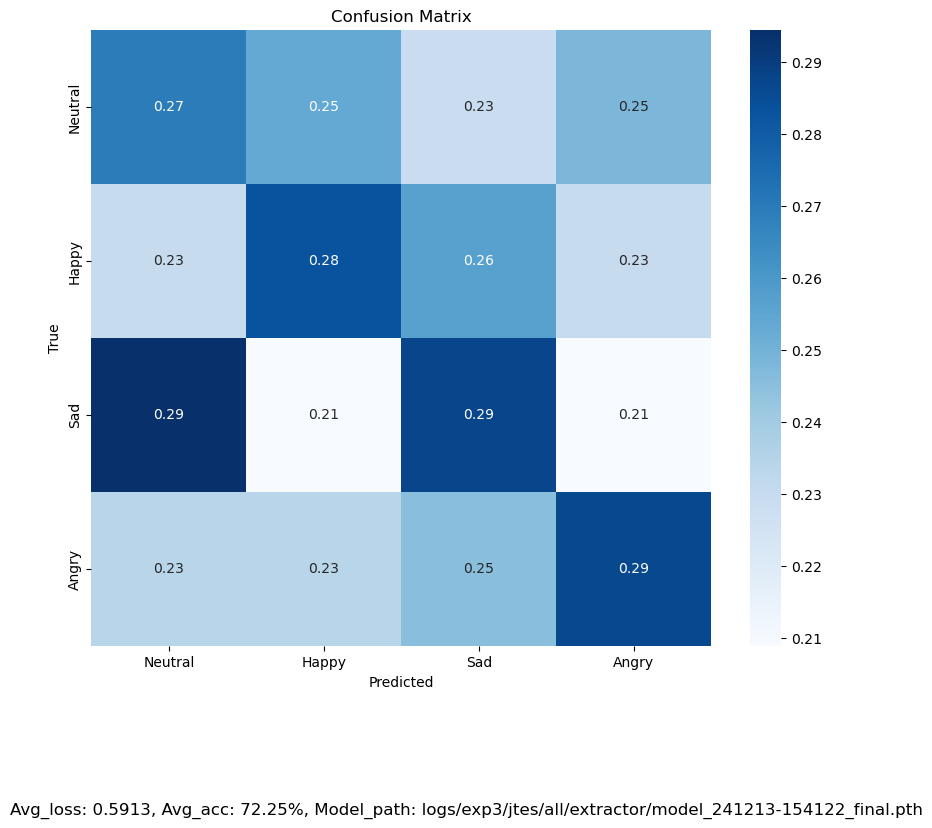 Confusion Matrix
Neutral 0.27 0.25 0.23 0.25
Happy 0.23 0.28 0.26 0.23
Sad 0.29 0.21 0.29 0.21
Angry 0.23 0.23 0.25 0.29
True
Neutral Happy Sad Angry
Predicted
0.29
0.28
0.27
0.26
0.25
0.24
0.23
0.22
0.21
Avg_loss: 0.5913, Avg_acc: 72.25%, Model_path: logs/exp3/jtes/all/extractor/model_241213-154122_final.pth